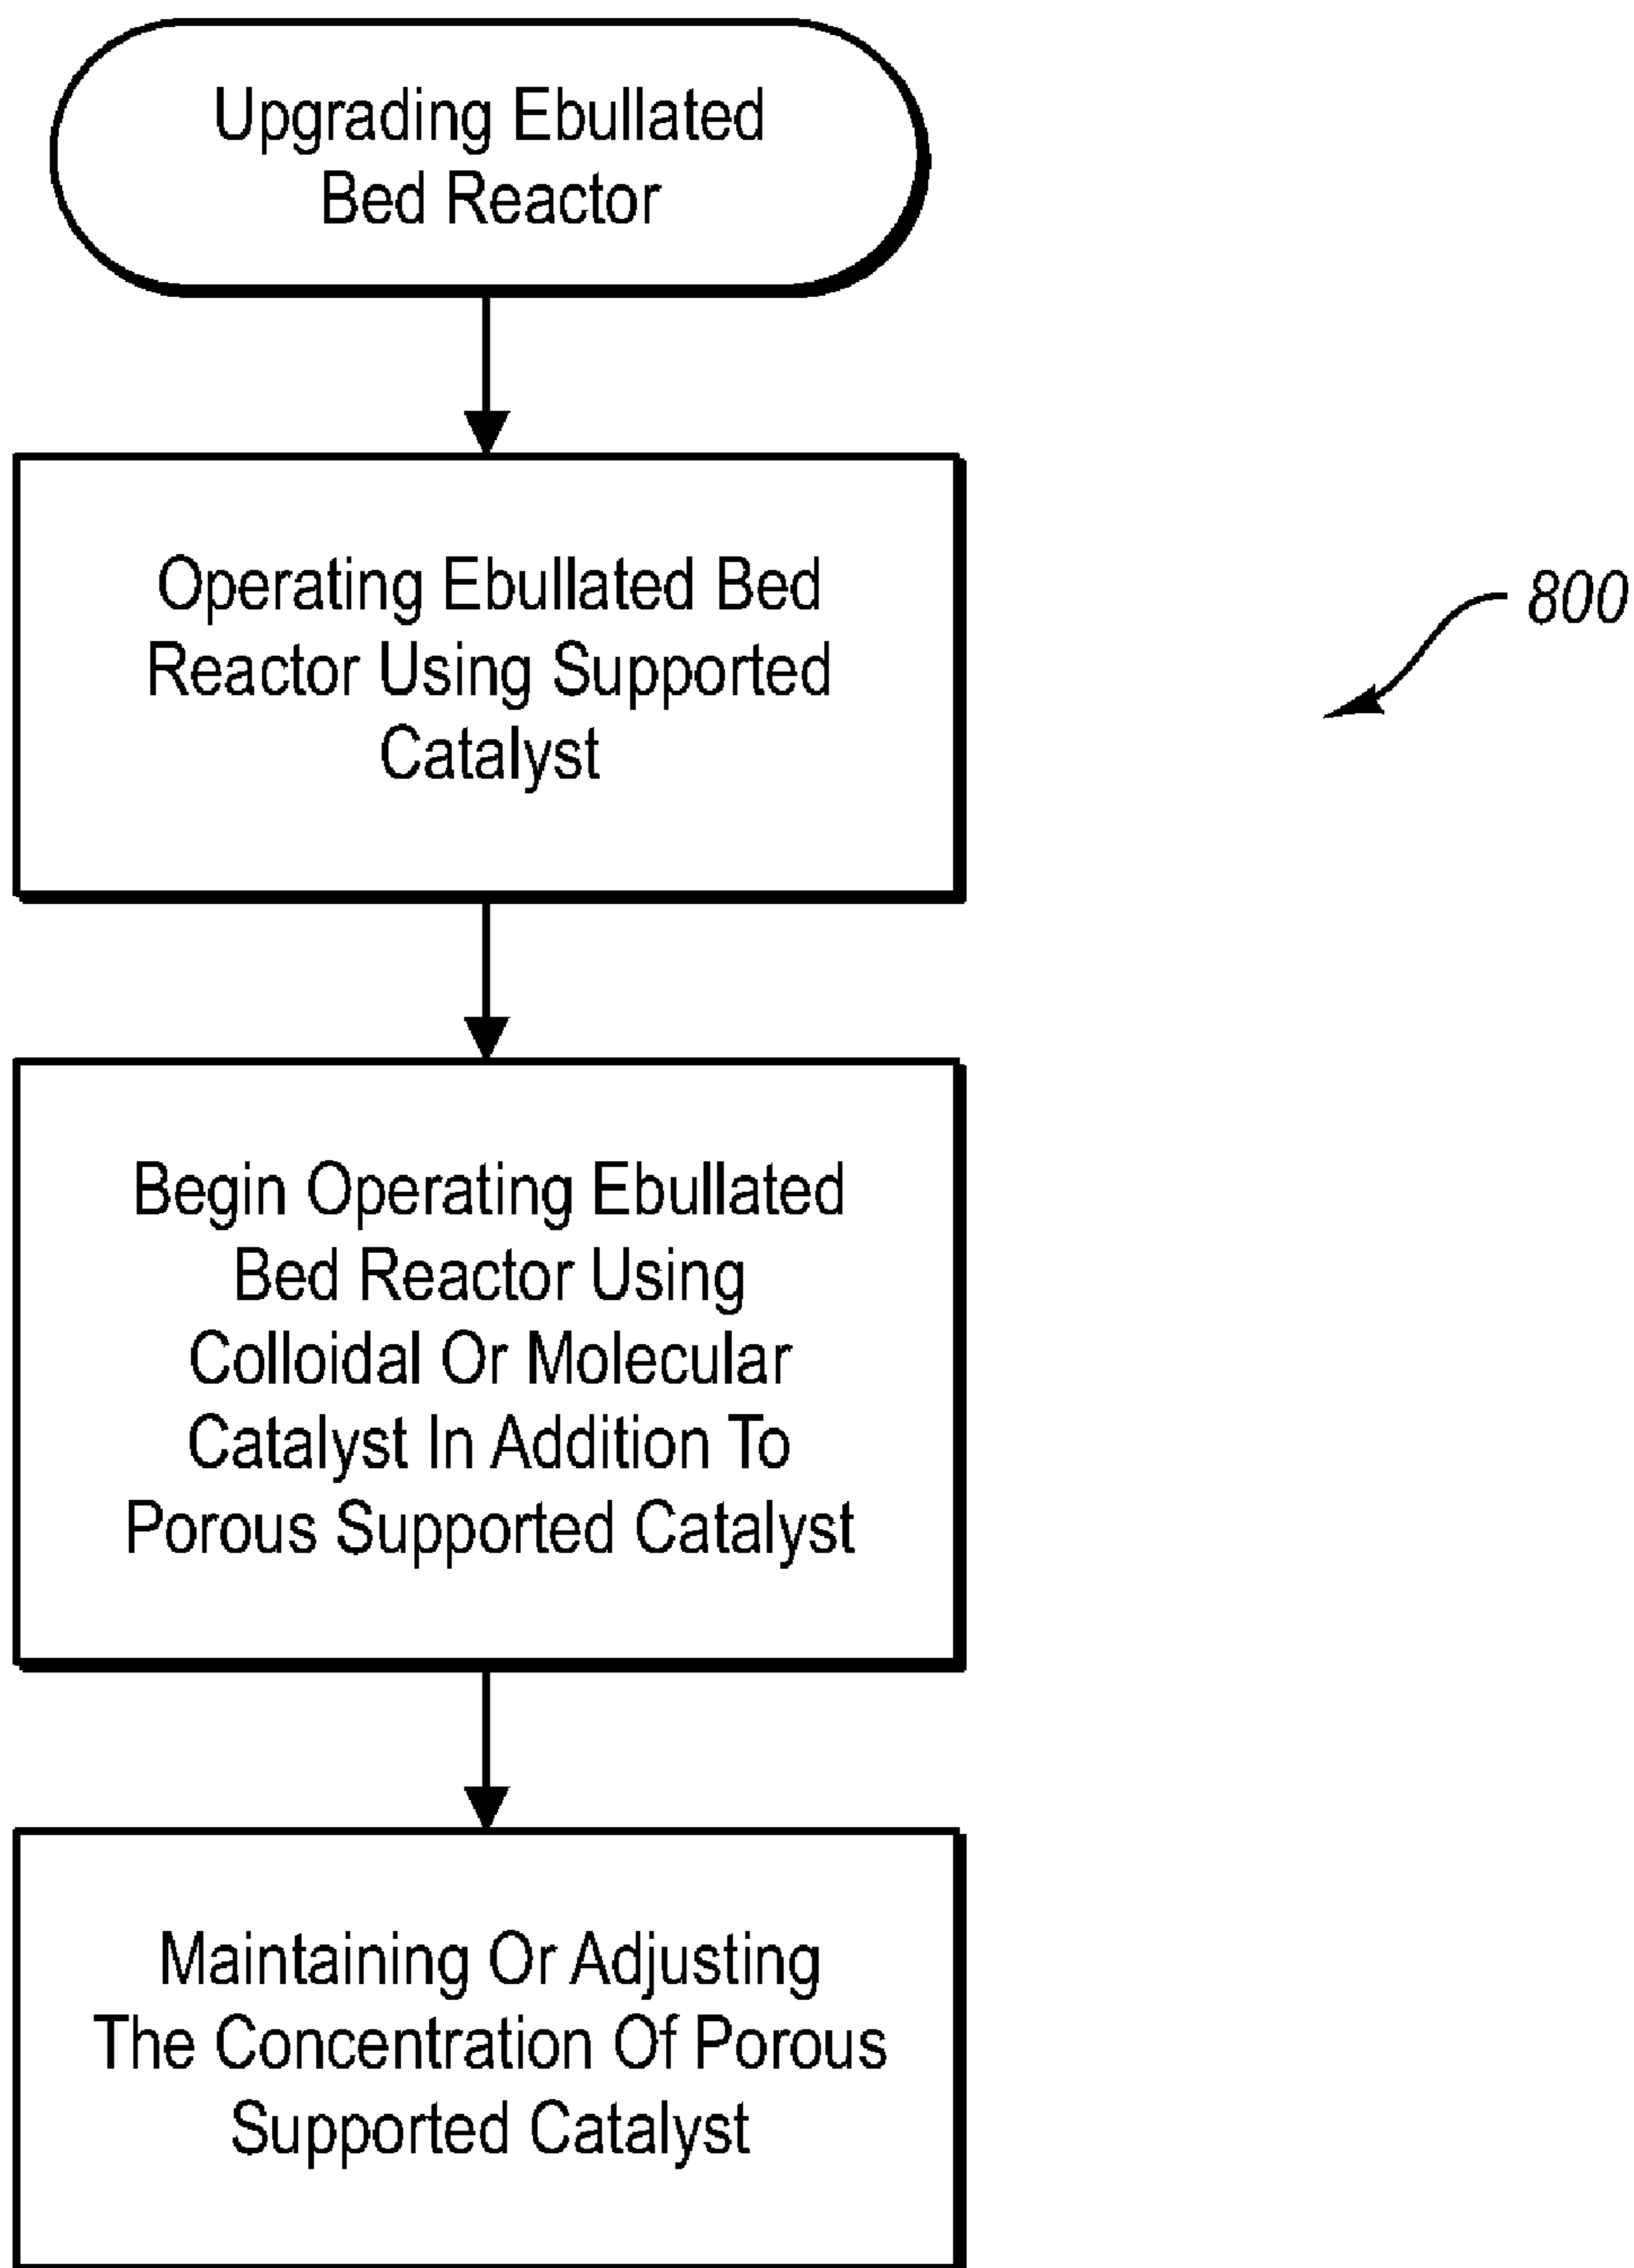 Upgrading Ebullated
Bed Reactor
Operating Ebullated Bed
Reactor Using Supported
Catalyst
800
Begin Operating Ebullated
Bed Reactor Using
Colloidal Or Molecular
Catalyst In Addition To
Porous Supported Catalyst
Maintaining Or Adjusting
The Concentration Of Porous
Supported Catalyst